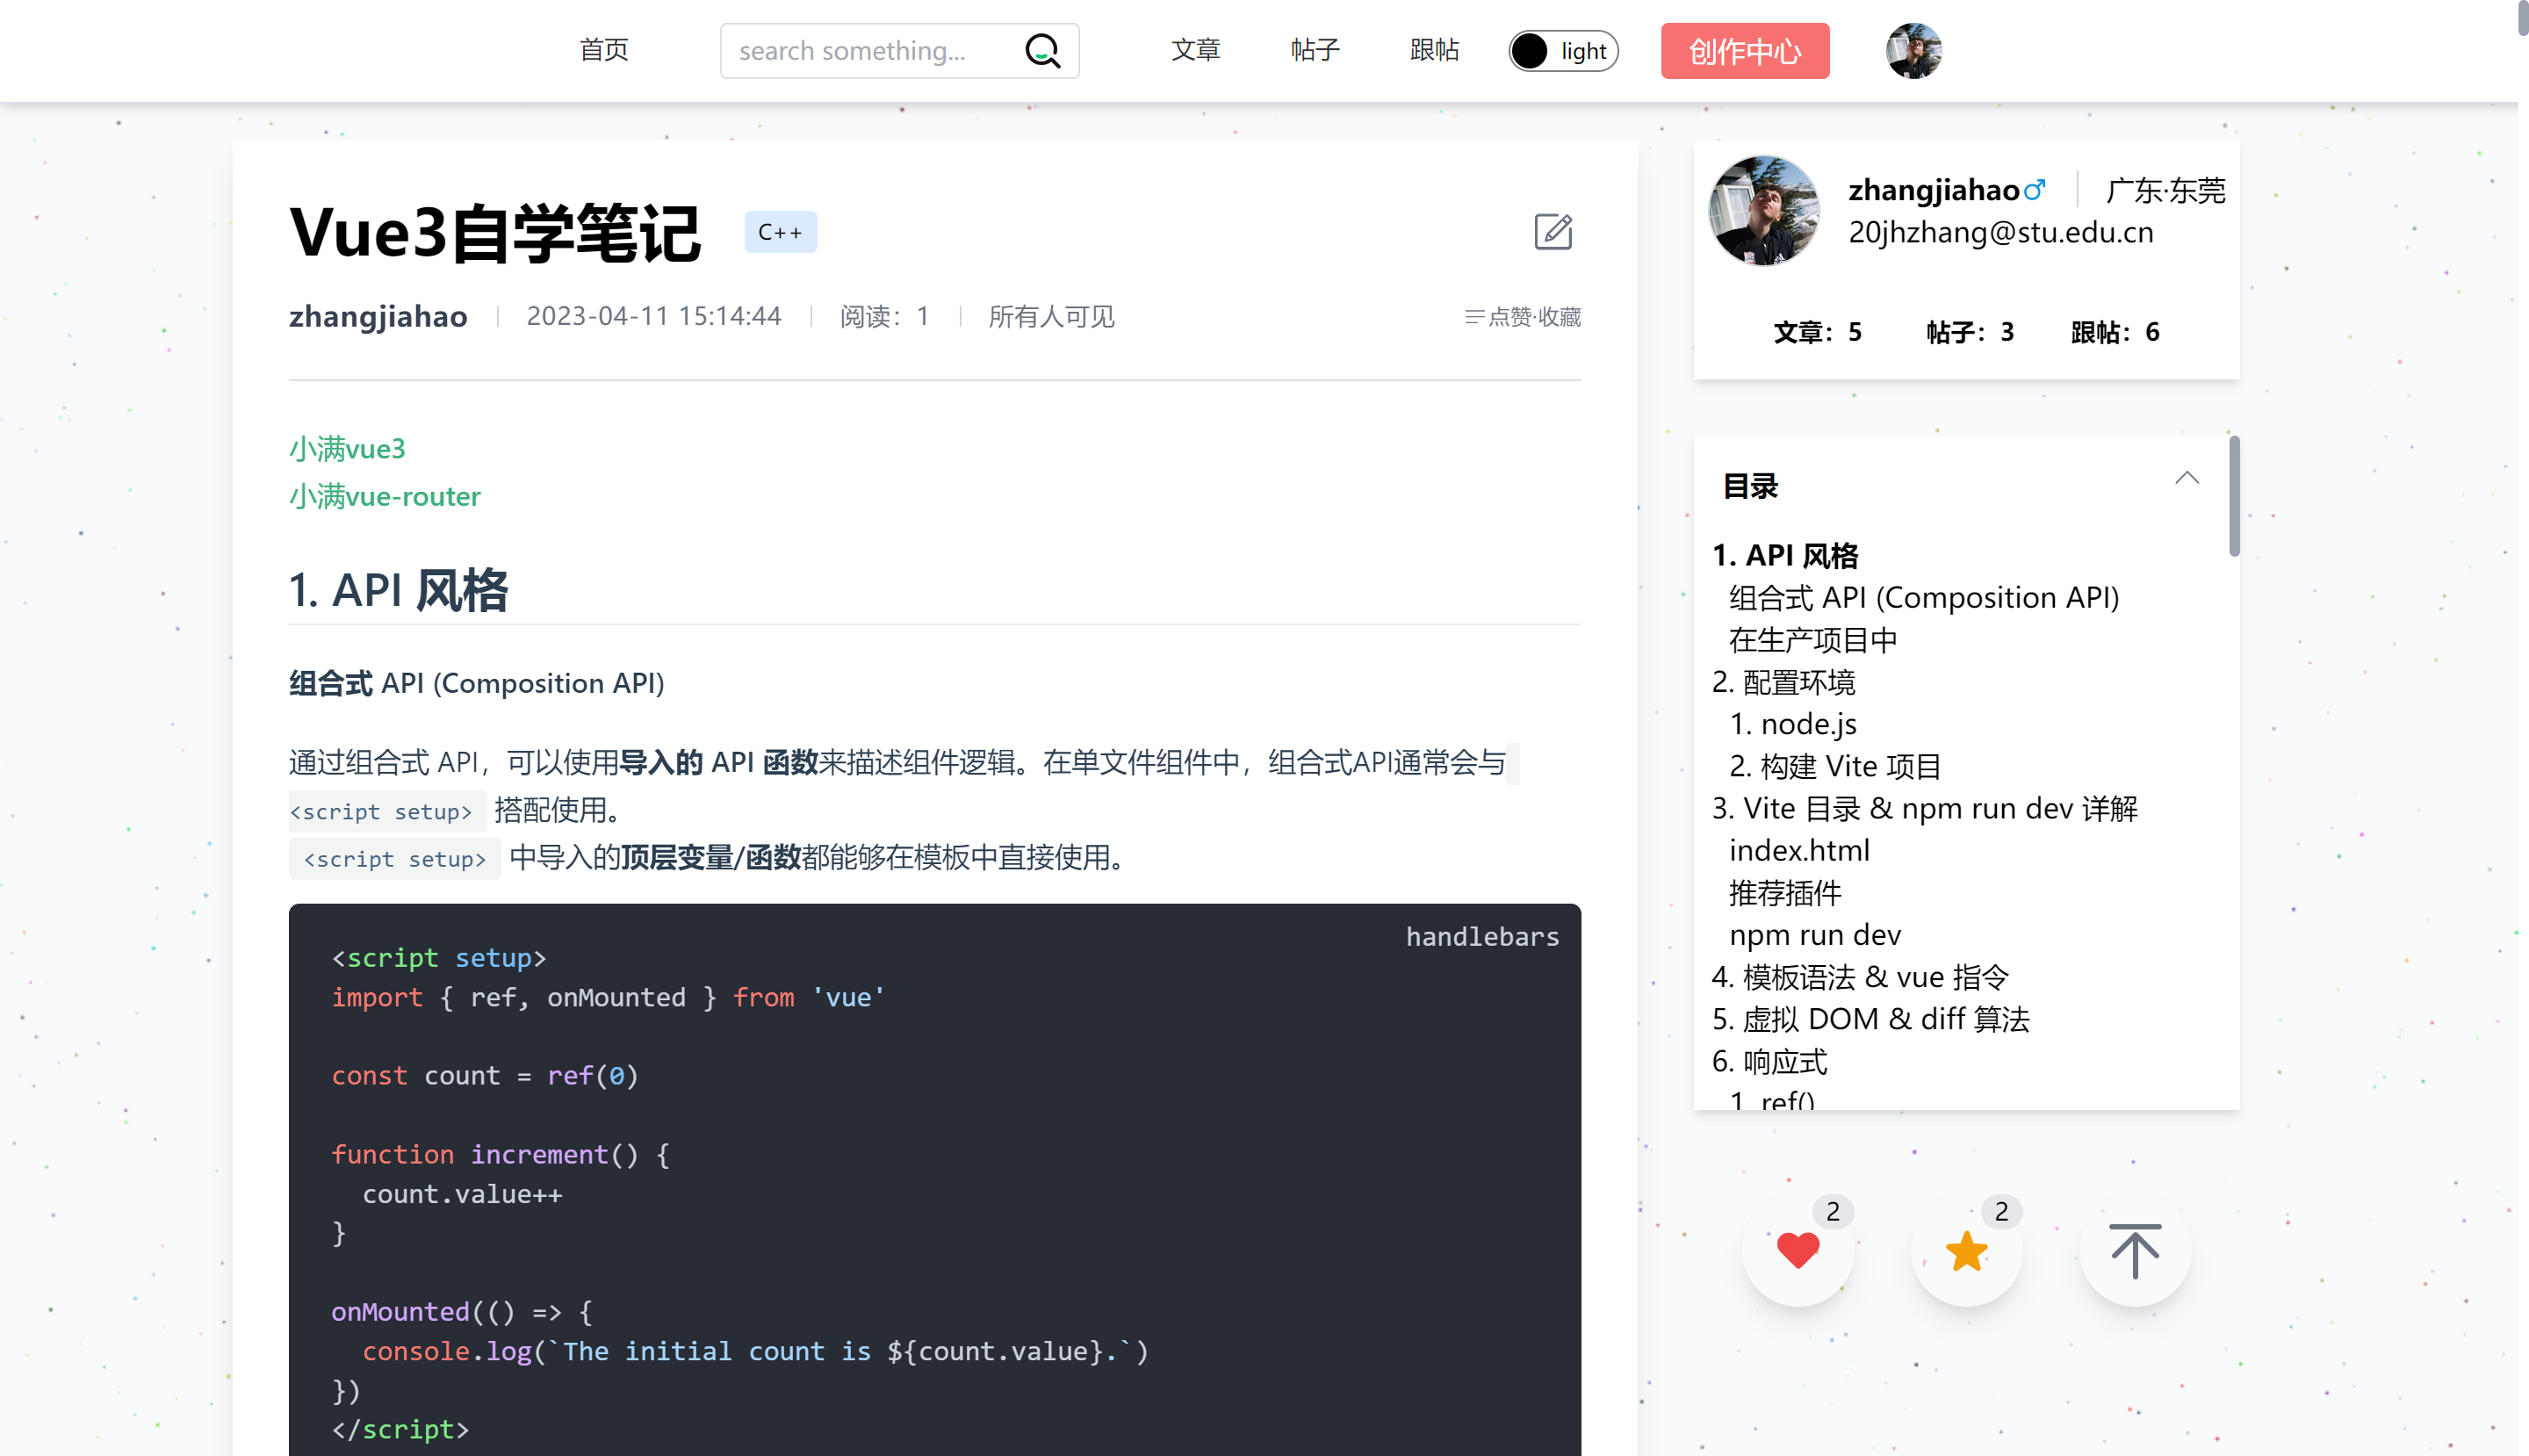 首页
search something...
文章
帖子
跟帖
light
创作中心
Vue3自学笔记
C++
zhangjiahao
2023-04-11 15:14:44
阅读：1
所有人可见
点赞·收藏
小满vue3
小满vue-router
1. API 风格
组合式 API (Composition API)
通过组合式 API，可以使用导入的 API 函数来描述组件逻辑。在单文件组件中，组合式API通常会与
<script setup> 搭配使用。
<script setup> 中导入的顶层变量/函数都能够在模板中直接使用。
handlebars
<script setup>
import { ref, onMounted } from 'vue'
const count = ref(0)
function increment() {
  count.value++
}
onMounted(() => {
  console.log(`The initial count is ${count.value}.`)
})
</script>
zhangjiahao
广东·东莞
20jhzhang@stu.edu.cn
文章：5
帖子：3
跟帖：6
目录
1. API 风格
组合式 API (Composition API)
在生产项目中
2. 配置环境
1. node.js
2. 构建 Vite 项目
3. Vite 目录 & npm run dev 详解
index.html
推荐插件
npm run dev
4. 模板语法 & vue 指令
5. 虚拟 DOM & diff 算法
6. 响应式
1. ref()
2
2